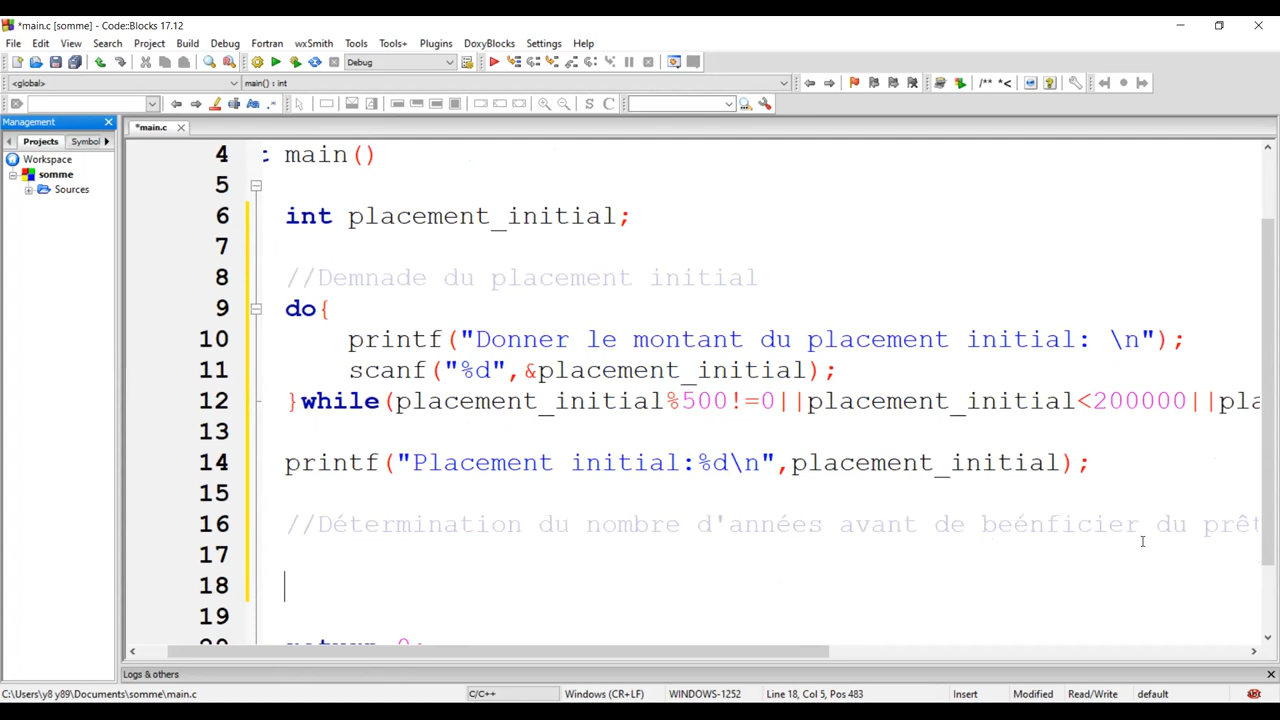 *main.c [somme] - Code::Blocks 17.12
File Edit View Search Project Build Debug Fortran wxSmith Tools Tools+ Plugins DoxyBlocks Settings Help
Debug
<global> main() : int
/** *<
S C
Management
*main.c
Projects Symbol
Workspace
somme
Sources
4 main()
5
6 int placement_initial;
7
8 //Demnade du placement initial
9 do{
10 printf("Donner le montant du placement initial: \n");
11 scanf("%d",&placement_initial);
12 }while(placement_initial%500!=0||placement_initial<200000||pla
13
14 printf("Placement initial:%d\n",placement_initial);
15
16 //Détermination du nombre d'années avant de beénficier du prêt
17
18
19
20 return 0;
Logs & others
C:\Users\y8 y89\Documents\somme\main.c C/C++ Windows (CR+LF) WINDOWS-1252 Line 18, Col 5, Pos 483 Insert Modified Read/Write default